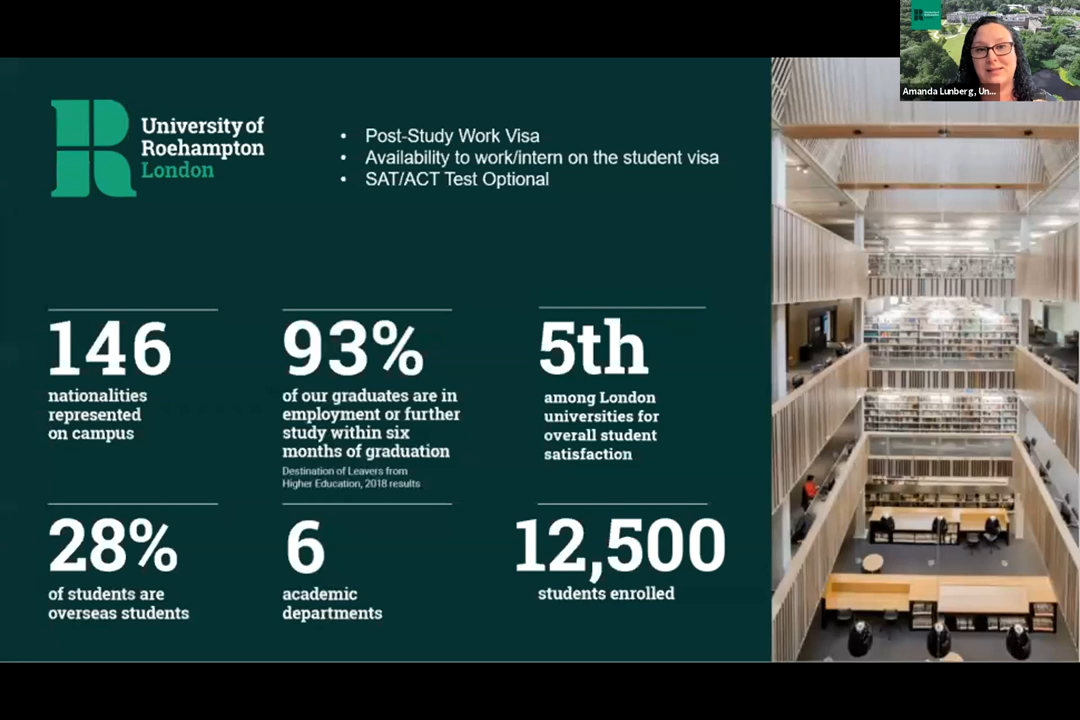 Amanda Lunberg, Un...
University of
Roehampton
London
• Post-Study Work Visa
• Availability to work/intern on the student visa
• SAT/ACT Test Optional
146
nationalities
represented
on campus
93%
of our graduates are in
employment or further
study within six
months of graduation
Destination of Leavers from
Higher Education, 2018 results
5th
among London
universities for
overall student
satisfaction
28%
of students are
overseas students
6
academic
departments
12,500
students enrolled